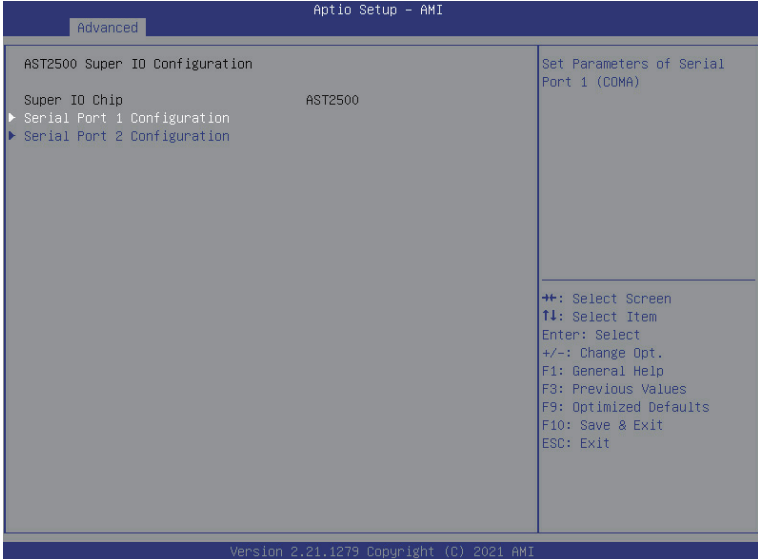 Aptio Setup – AMI
Advanced
AST2500 Super IO Configuration
Super IO Chip AST2500
▶ Serial Port 1 Configuration
▶ Serial Port 2 Configuration
Set Parameters of Serial
Port 1 (COMA)
→←: Select Screen
↑↓: Select Item
Enter: Select
+/-: Change Opt.
F1: General Help
F3: Previous Values
F9: Optimized Defaults
F10: Save & Exit
ESC: Exit
Version 2.21.1279 Copyright (C) 2021 AMI